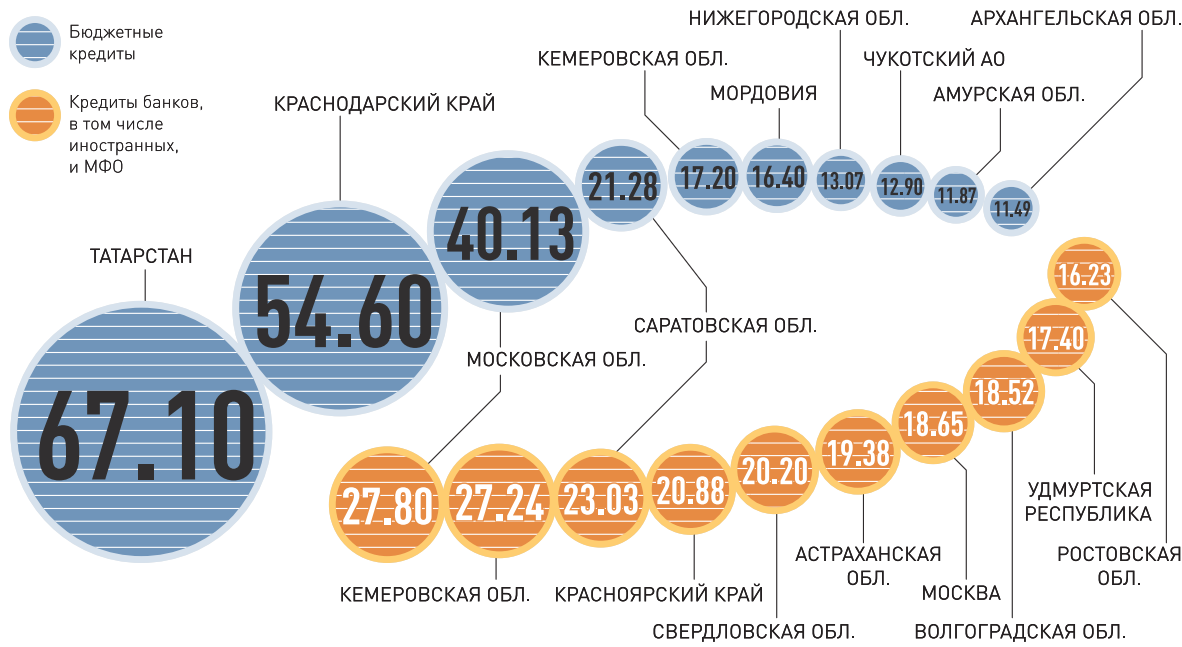 Бюджетные
кредиты
Кредиты банков,
в том числе
иностранных,
и МФО
НИЖЕГОРОДСКАЯ ОБЛ.
АРХАНГЕЛЬСКАЯ ОБЛ.
КЕМЕРОВСКАЯ ОБЛ.
ЧУКОТСКИЙ АО
МОРДОВИЯ
АМУРСКАЯ ОБЛ.
КРАСНОДАРСКИЙ КРАЙ
ТАТАРСТАН
67.10
54.60
40.13
21.28
17.20
16.40
13.07
12.90
11.87
11.49
САРАТОВСКАЯ ОБЛ.
МОСКОВСКАЯ ОБЛ.
27.80
27.24
23.03
20.88
20.20
19.38
18.65
18.52
17.40
16.23
УДМУРТСКАЯ
РЕСПУБЛИКА
АСТРАХАНСКАЯ
ОБЛ.
РОСТОВСКАЯ
ОБЛ.
КЕМЕРОВСКАЯ ОБЛ.
КРАСНОЯРСКИЙ КРАЙ
МОСКВА
СВЕРДЛОВСКАЯ ОБЛ.
ВОЛГОГРАДСКАЯ ОБЛ.